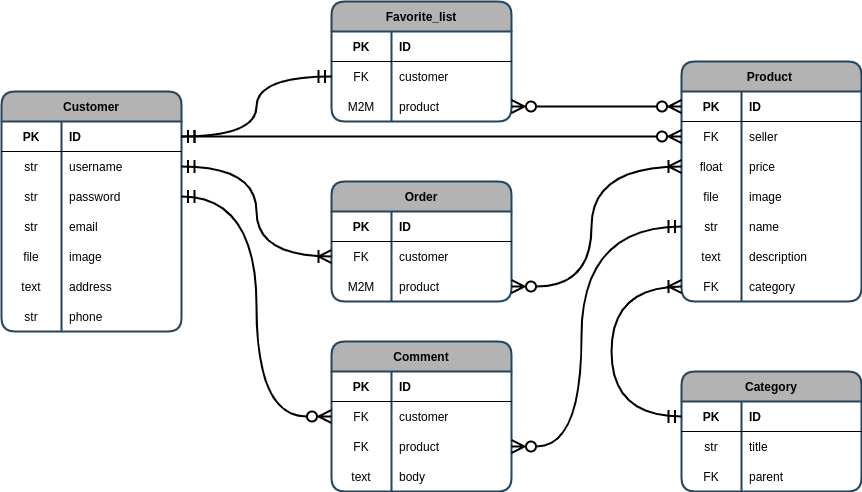 Favorite_list
PK ID
FK customer
M2M product
Customer
PK ID
str username
str password
str email
file image
text address
str phone
Order
PK ID
FK customer
M2M product
Comment
PK ID
FK customer
FK product
text body
Product
PK ID
FK seller
float price
file image
str name
text description
FK category
Category
PK ID
str title
FK parent